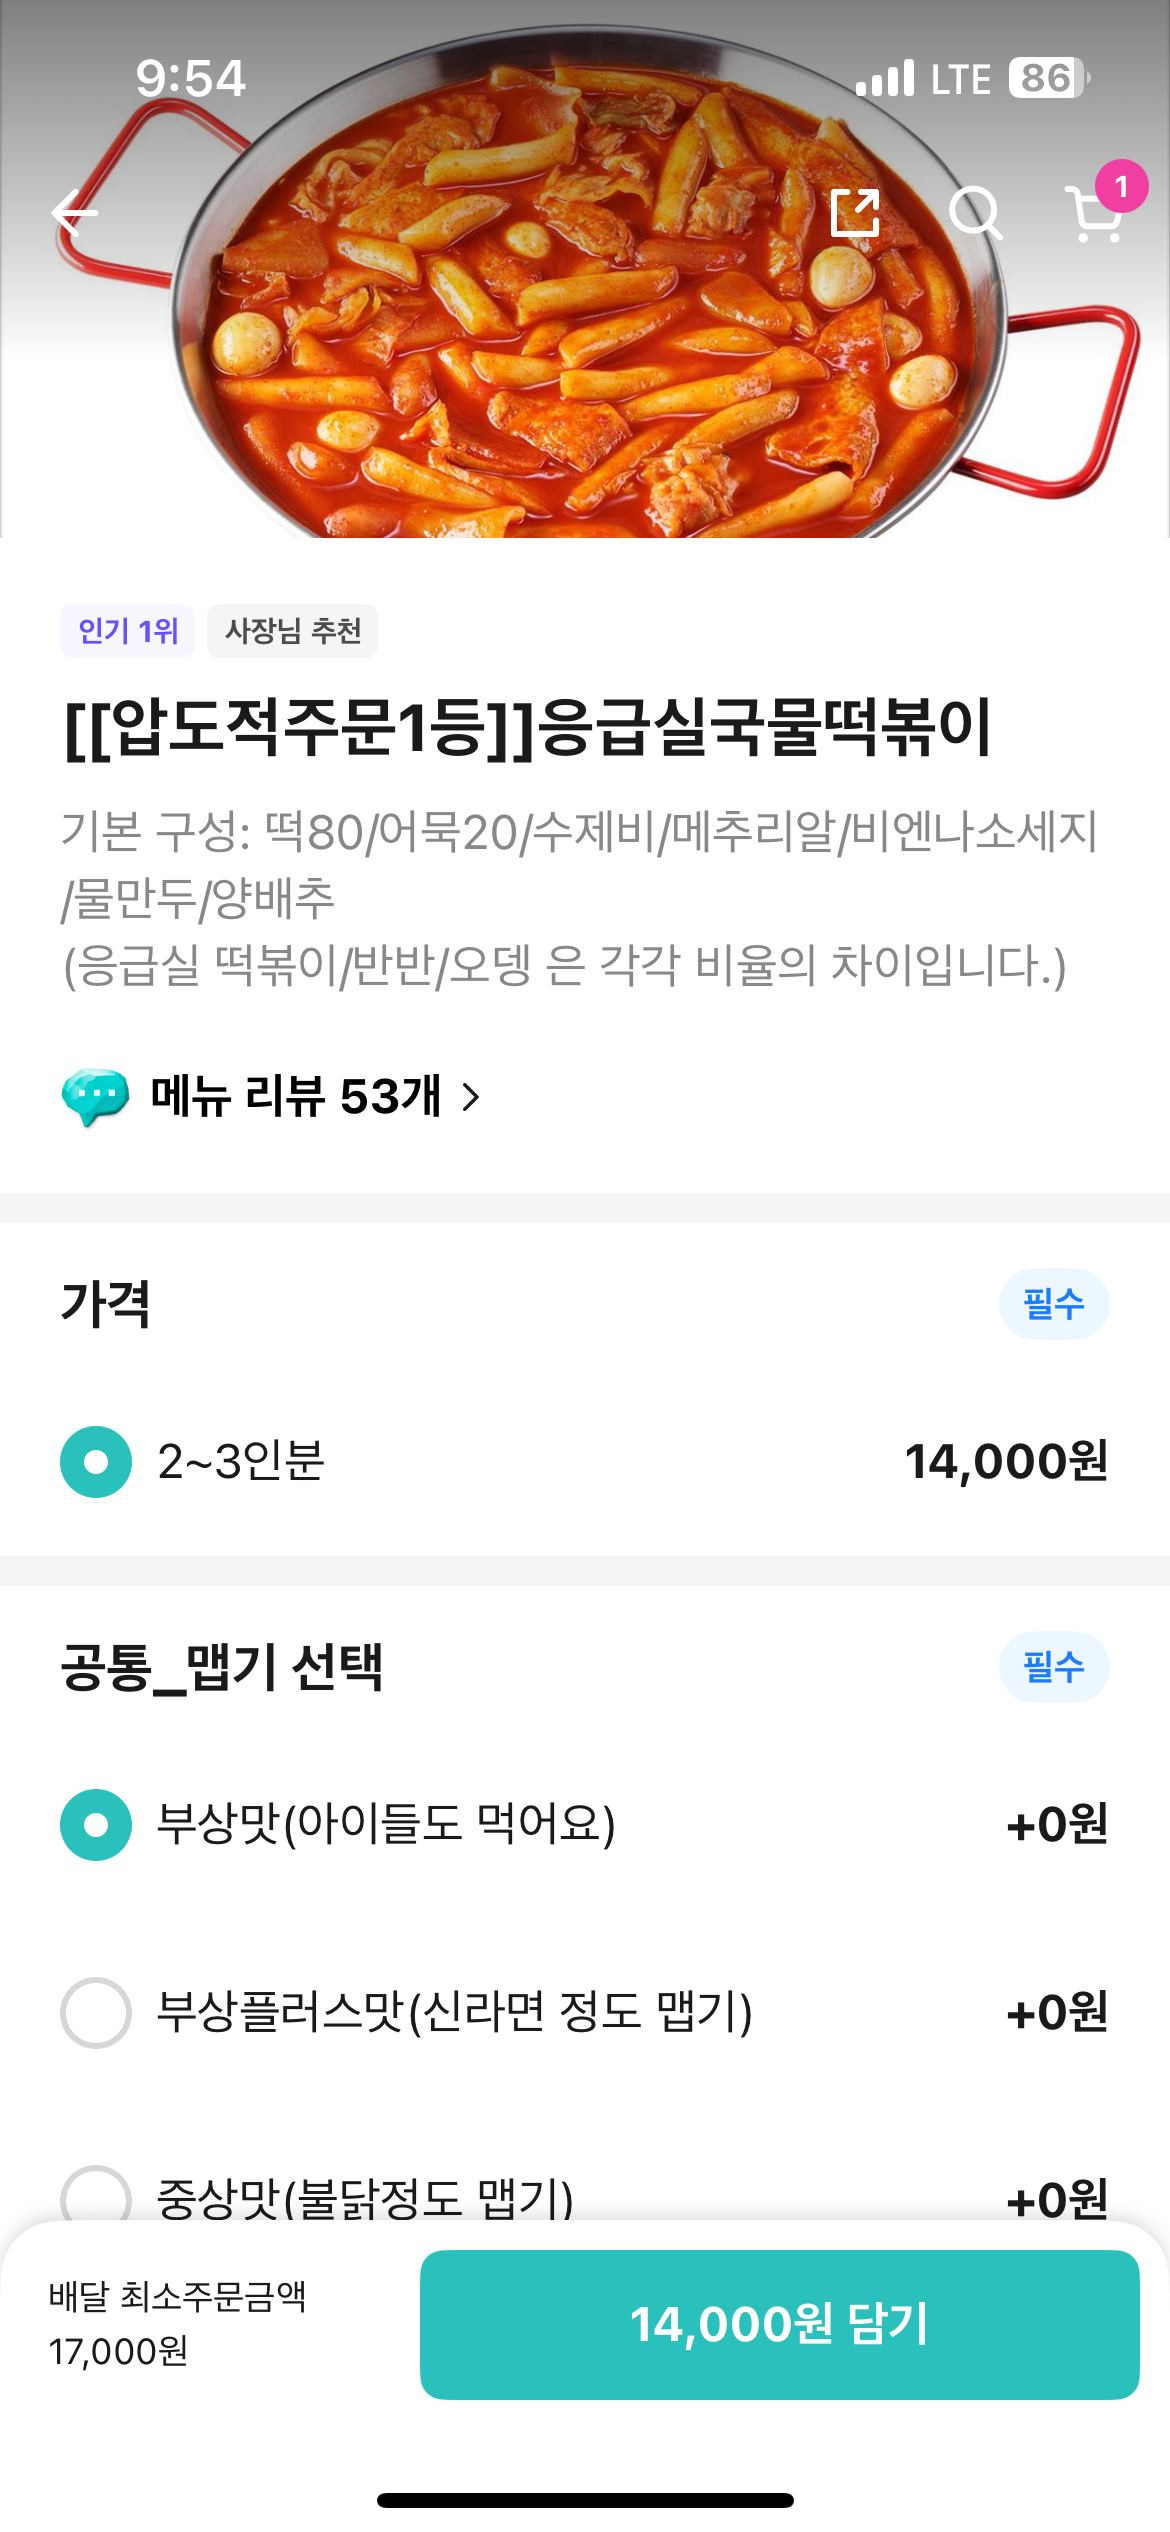 9:54
LTE 86
1
인기 1위 사장님 추천
[[압도적주문1등]]응급실국물떡볶이
기본 구성: 떡80/어묵20/수제비/메추리알/비엔나소세지
/물만두/양배추
(응급실 떡볶이/반반/오뎅 은 각각 비율의 차이입니다.)
메뉴 리뷰 53개
가격 필수
2~3인분 14,000원
공통_맵기 선택 필수
부상맛(아이들도 먹어요) +0원
부상플러스맛(신라면 정도 맵기) +0원
중상맛(불닭정도 맵기) +0원
배달 최소주문금액
17,000원
14,000원 담기